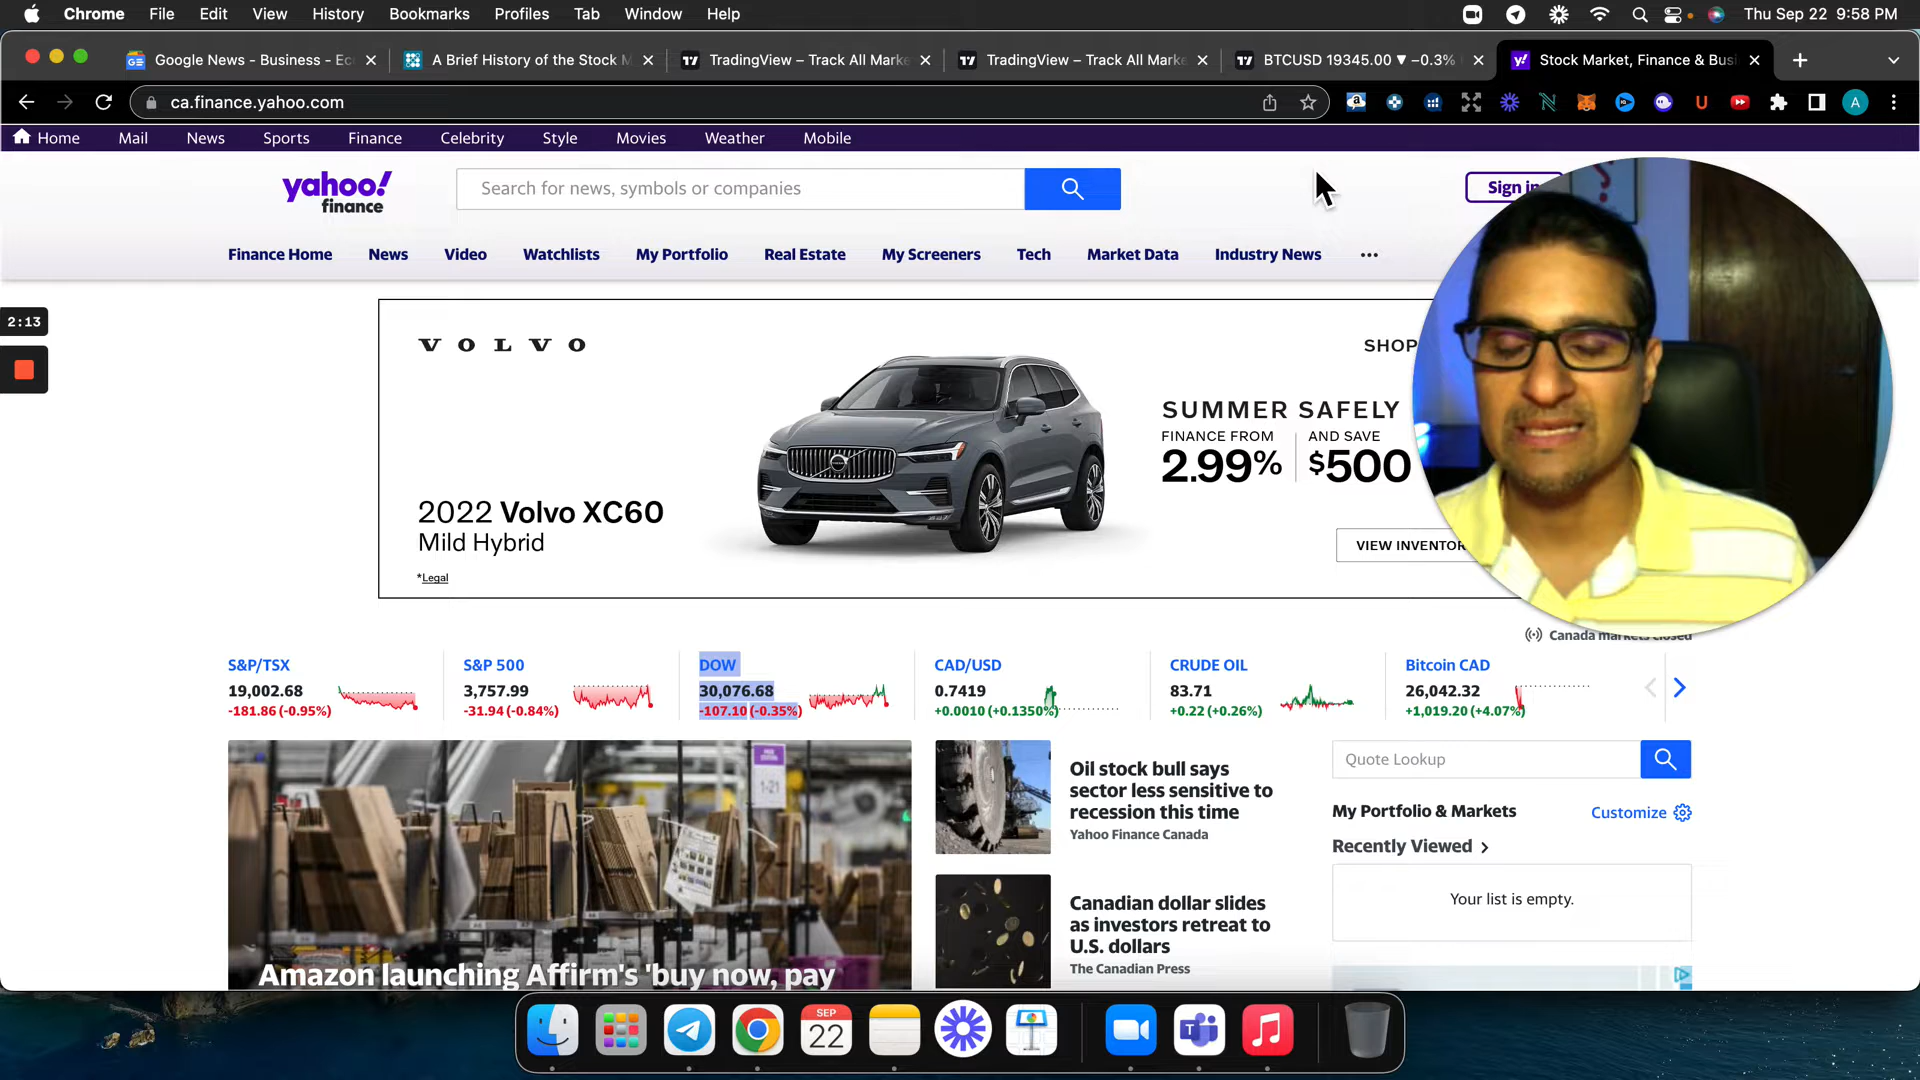 Chrome File Edit View History Bookmarks Profiles Tab Window Help Thu Sep 22 9:58 PM
Google News - Business - Ec A Brief History of the Stock M TradingView – Track All Marke TradingView – Track All Marke BTCUSD 19345.00 ▼ −0.3% Stock Market, Finance & Busi
ca.finance.yahoo.com
Home Mail News Sports Finance Celebrity Style Movies Weather Mobile
yahoo!
finance
Search for news, symbols or companies
Sign in
Finance Home News Video Watchlists My Portfolio Real Estate My Screeners Tech Market Data Industry News ...
2:13
VOLVO
SHOP
SUMMER SAFELY
FINANCE FROM AND SAVE
2.99% $500
2022 Volvo XC60
Mild Hybrid
VIEW INVENTOR
*Legal
Canada markets closed
S&P/TSX S&P 500 DOW CAD/USD CRUDE OIL Bitcoin CAD
19,002.68 3,757.99 30,076.68 0.7419 83.71 26,042.32
-181.86 (-0.95%) -31.94 (-0.84%) -107.10 (-0.35%) +0.0010 (+0.1350%) +0.22 (+0.26%) +1,019.20 (+4.07%)
Amazon launching Affirm's 'buy now, pay
Oil stock bull says
sector less sensitive to
recession this time
Yahoo Finance Canada
Canadian dollar slides
as investors retreat to
U.S. dollars
The Canadian Press
Quote Lookup
My Portfolio & Markets Customize
Recently Viewed
Your list is empty.
SEP
22